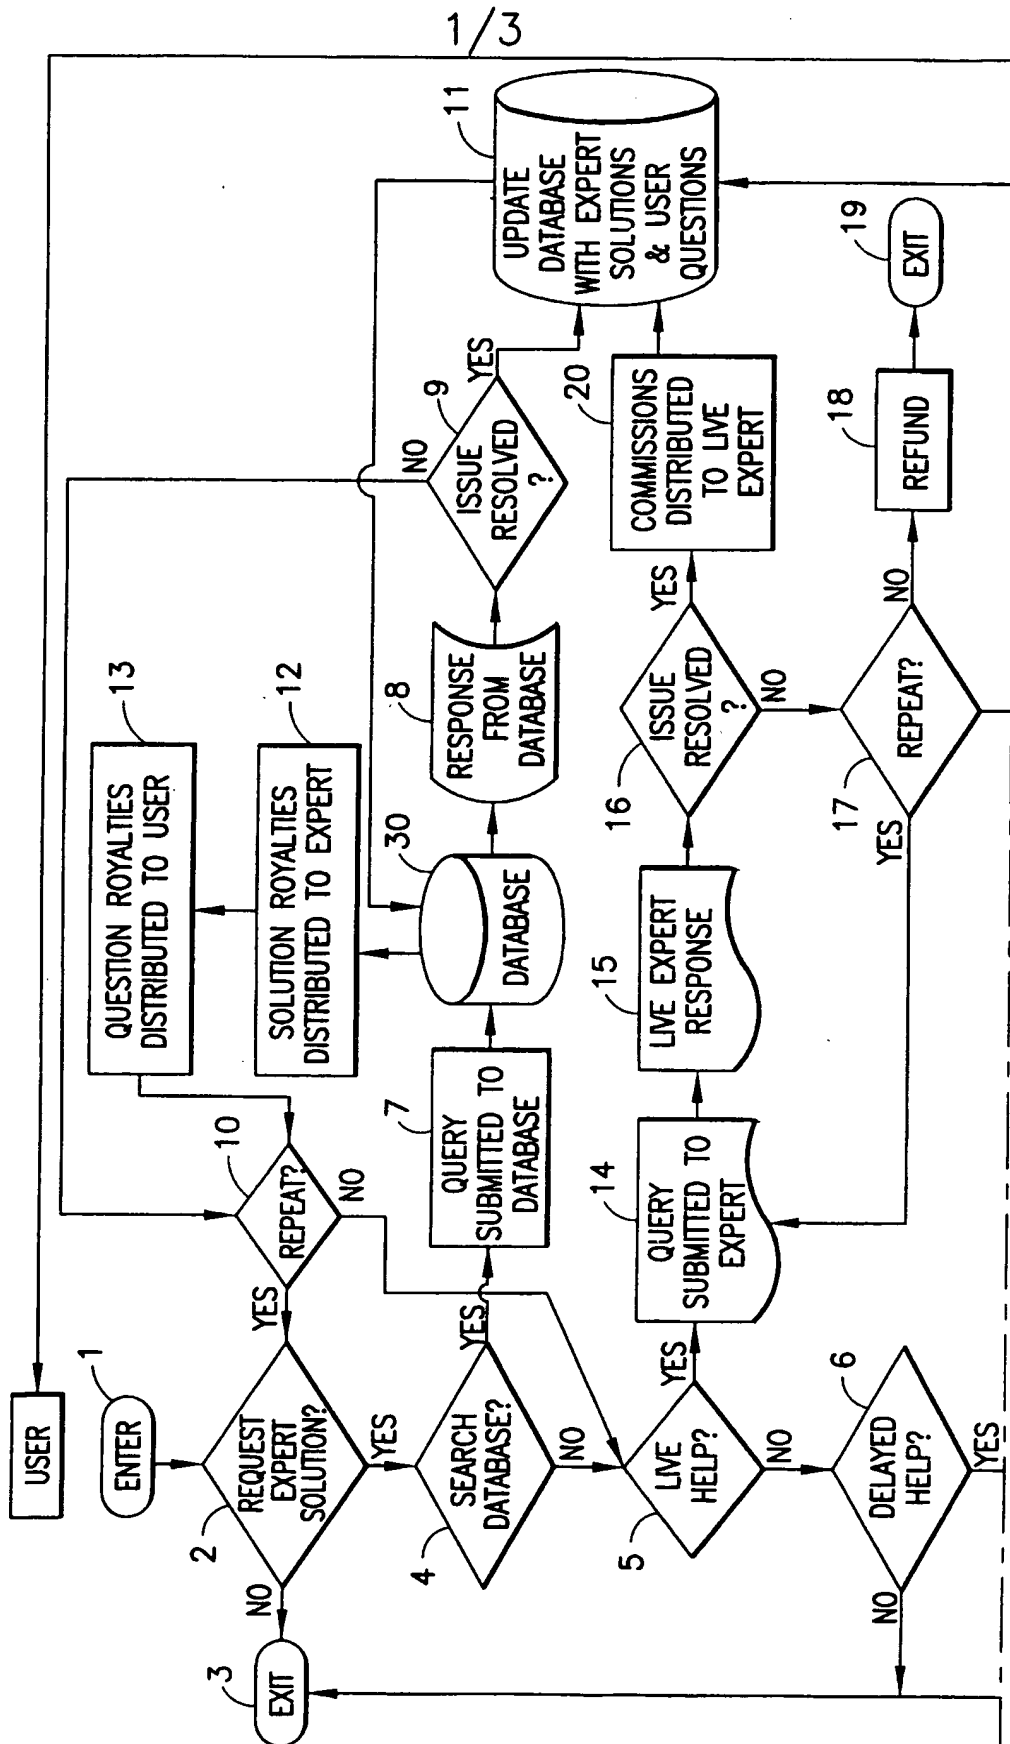 1/3
USER
1
ENTER
2
REQUEST
EXPERT
SOLUTION?
NO
YES
3
EXIT
4
SEARCH
DATABASE?
YES
NO
5
LIVE
HELP?
YES
NO
6
DELAYED
HELP?
NO
YES
7
QUERY
SUBMITTED TO
DATABASE
30
DATABASE
8
RESPONSE
FROM
DATABASE
9
ISSUE
RESOLVED
?
NO
YES
10
REPEAT?
YES
NO
11
UPDATE
DATABASE
WITH EXPERT
SOLUTIONS
& USER
QUESTIONS
12
SOLUTION ROYALTIES
DISTRIBUTED TO EXPERT
13
QUESTION ROYALTIES
DISTRIBUTED TO USER
14
QUERY
SUBMITTED TO
EXPERT
15
LIVE EXPERT
RESPONSE
16
ISSUE
RESOLVED
?
YES
NO
17
REPEAT?
YES
NO
18
REFUND
19
EXIT
20
COMMISSIONS
DISTRIBUTED
TO LIVE
EXPERT